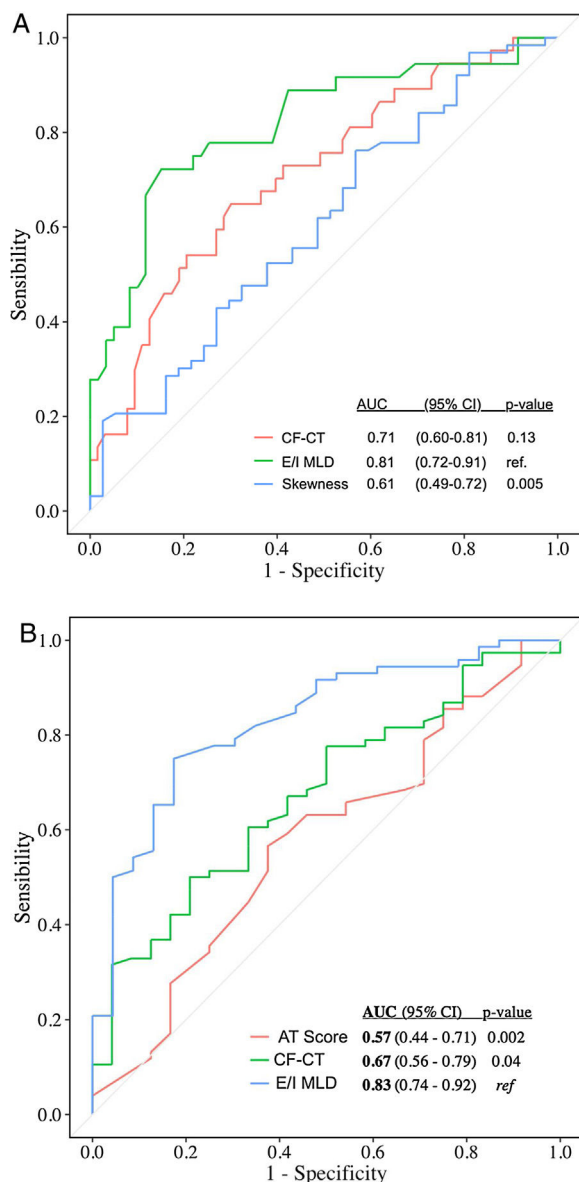 A
1.0
0.8
0.6
0.4
0.2
0.0
Sensibility
AUC (95% CI) p-value
CF-CT 0.71 (0.60-0.81) 0.13
E/I MLD 0.81 (0.72-0.91) ref.
Skewness 0.61 (0.49-0.72) 0.005
0.0 0.2 0.4 0.6 0.8 1.0
1 - Specificity
B
1.0
0.8
0.6
0.4
0.2
0.0
Sensibility
AUC (95% CI) p-value
AT Score 0.57 (0.44 - 0.71) 0.002
CF-CT 0.67 (0.56 - 0.79) 0.04
E/I MLD 0.83 (0.74 - 0.92) ref
0.0 0.2 0.4 0.6 0.8 1.0
1 - Specificity